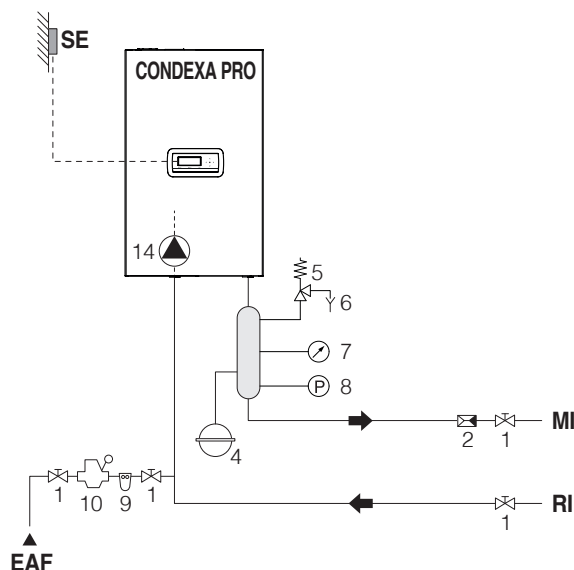 SE
CONDEXA PRO
14
5
6
7
P 8
4
2 1 MI
1 10 9 1
1 RI
EAF